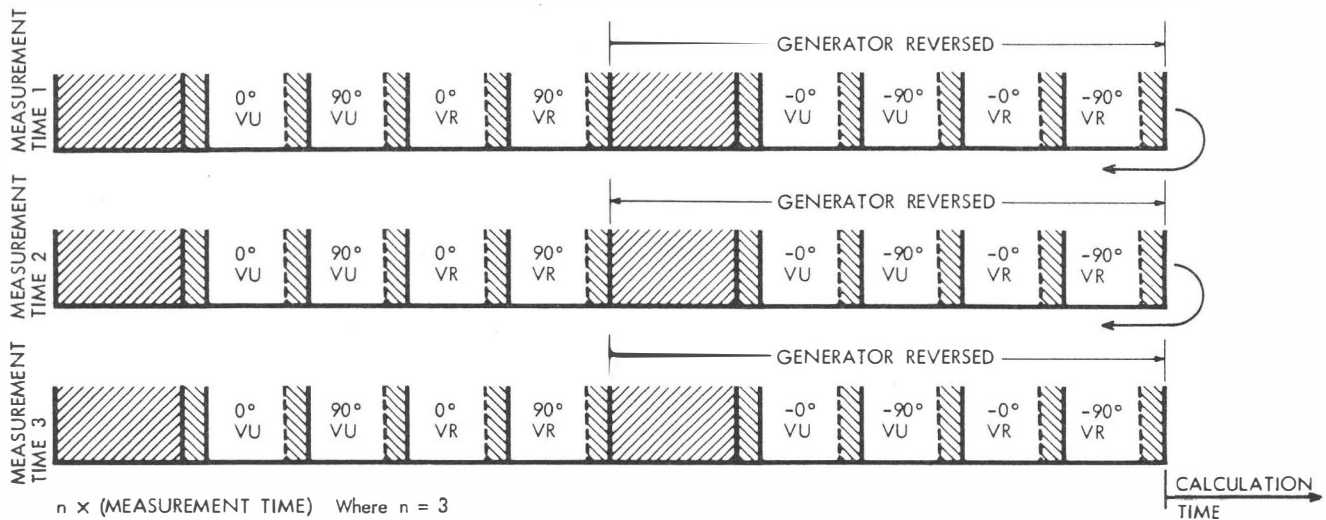 GENERATOR REVERSED
MEASUREMENT
TIME 1
0° 90° 0° 90° -0° -90° -0° -90°
VU VU VR VR VU VU VR VR
GENERATOR REVERSED
MEASUREMENT
TIME 2
0° 90° 0° 90° -0° -90° -0° -90°
VU VU VR VR VU VU VR VR
GENERATOR REVERSED
MEASUREMENT
TIME 3
0° 90° 0° 90° -0° -90° -0° -90°
VU VU VR VR VU VU VR VR
n × (MEASUREMENT TIME) Where n = 3
CALCULATION
TIME